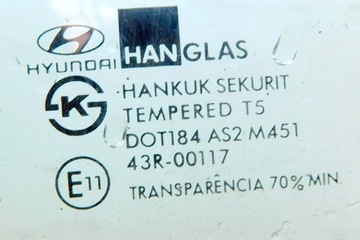 HYUNDAI HANGLAS
K
HANKUK SEKURIT
TEMPERED T5
DOT184 AS2 M451
43R-00117
E11
TRANSPARÊNCIA 70% MIN.